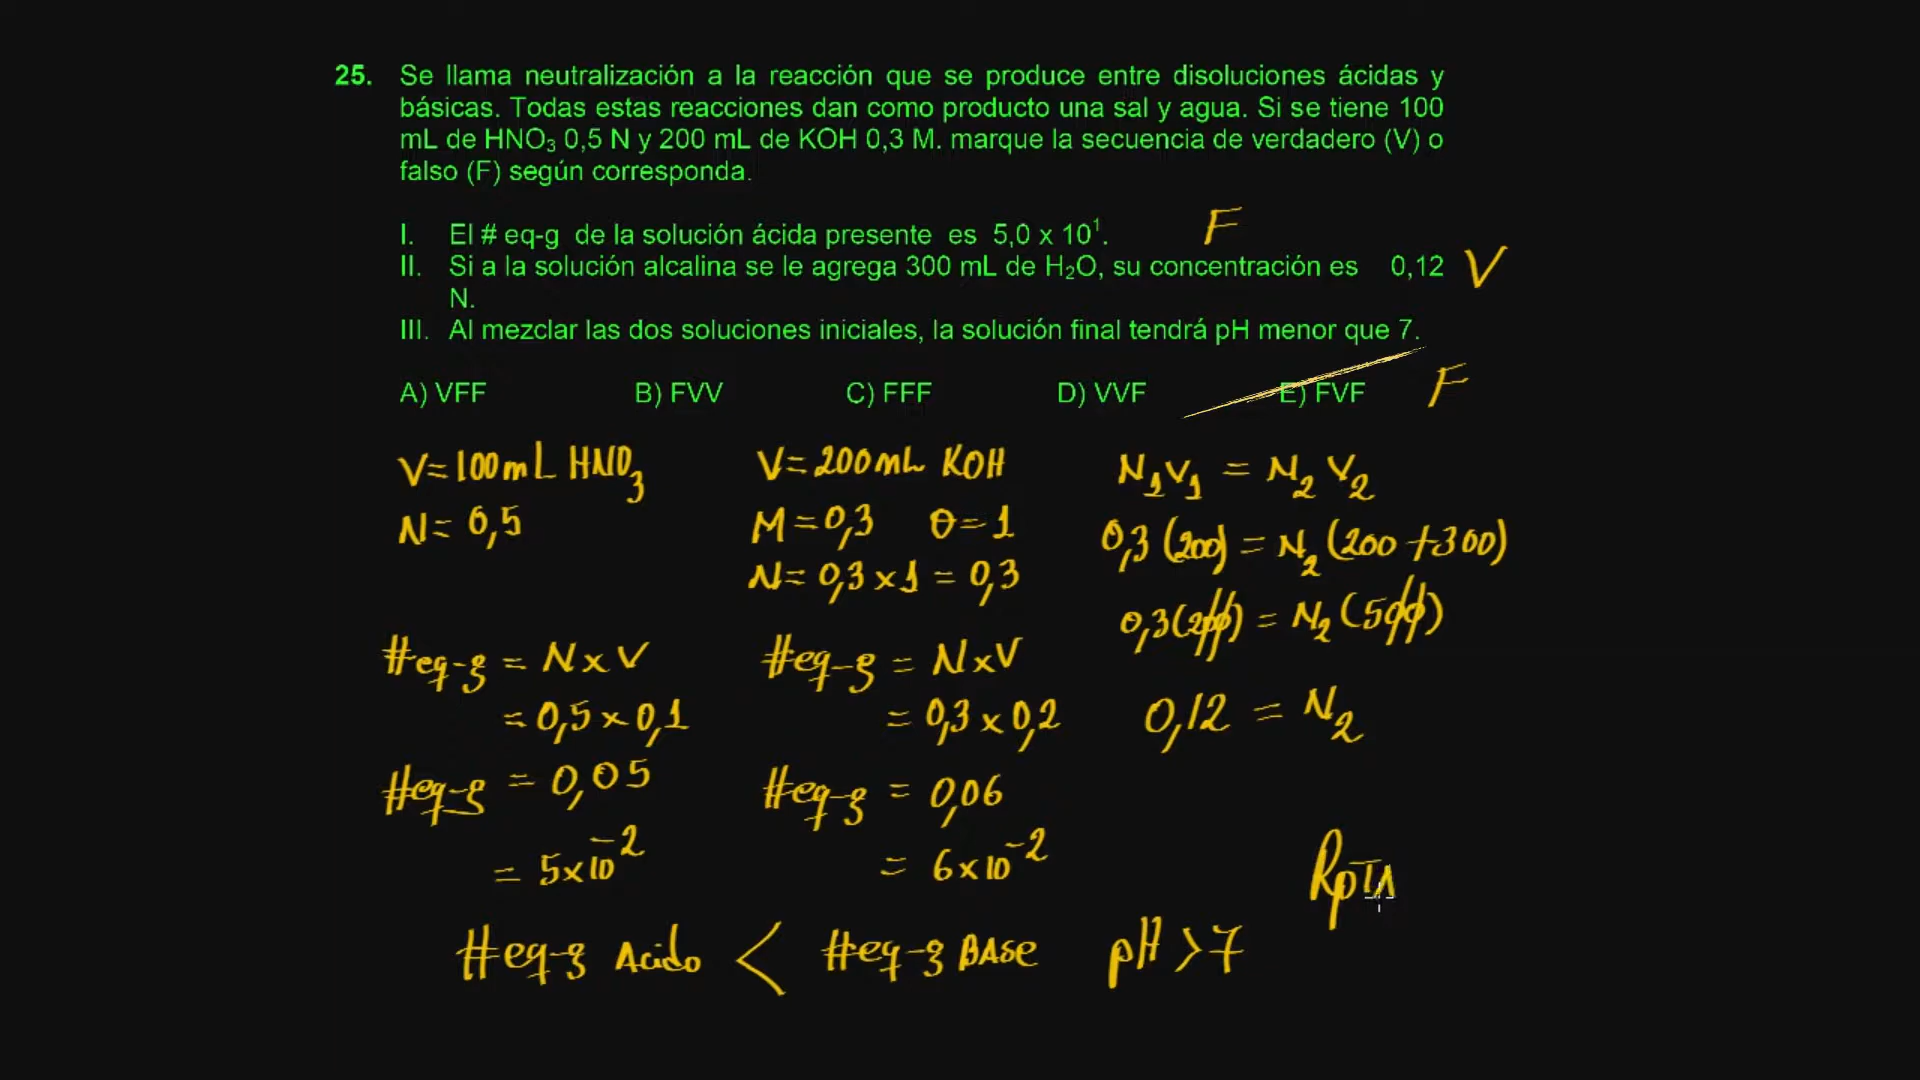 25. Se llama neutralización a la reacción que se produce entre disoluciones ácidas y
básicas. Todas estas reacciones dan como producto una sal y agua. Si se tiene 100
mL de HNO₃ 0,5 N y 200 mL de KOH 0,3 M. marque la secuencia de verdadero (V) o
falso (F) según corresponda.
I. El # eq-g de la solución ácida presente es 5,0 x 10¹. F
II. Si a la solución alcalina se le agrega 300 mL de H₂O, su concentración es 0,12 V
N.
III. Al mezclar las dos soluciones iniciales, la solución final tendrá pH menor que 7.
A) VFF B) FVV C) FFF D) VVF E) FVF F
V=100mL HNO₃ V=200mL KOH N₁V₁ = N₂V₂
N=0,5 M=0,3 θ=1 0,3(200) = N₂(200+300)
N=0,3x1=0,3
0,3(200) = N₂(500)
#eq-g = NxV #eq-g = NxV
= 0,5x0,1 = 0,3x0,2 0,12 = N₂
#eq-g = 0,05 #eq-g = 0,06
= 5x10⁻² = 6x10⁻² RpTA
#eq-g Acido < #eq-g BASe pH>7